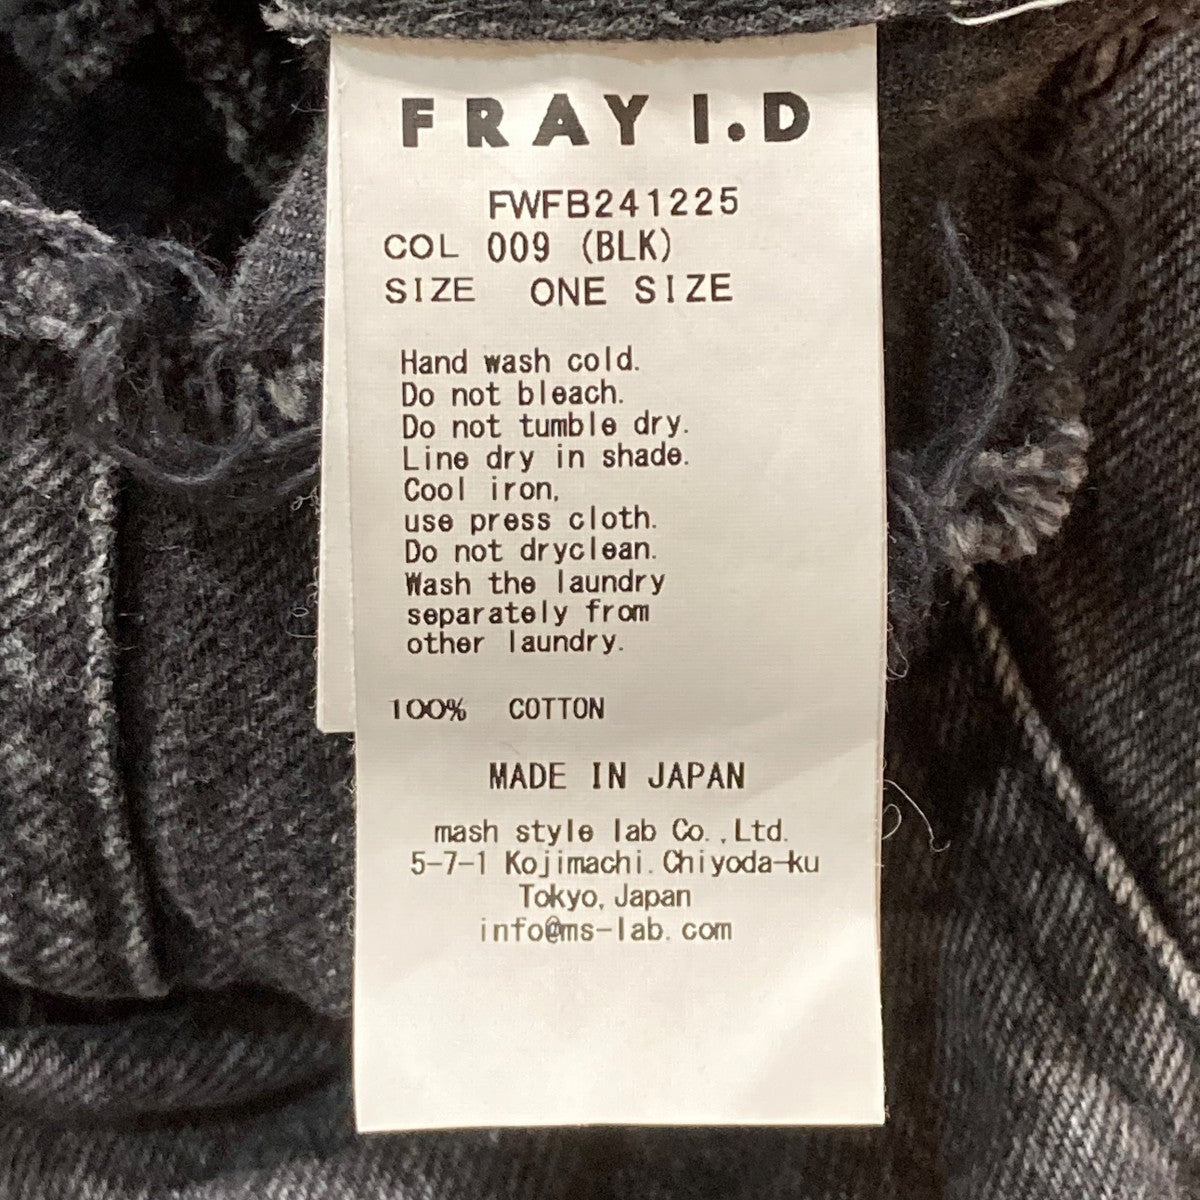 FRAY I.D
FWFB241225
COL 009 (BLK)
SIZE ONE SIZE
Hand wash cold.
Do not bleach.
Do not tumble dry.
Line dry in shade.
Cool iron,
use press cloth.
Do not dryclean.
Wash the laundry
separately from
other laundry.
100% COTTON
MADE IN JAPAN
mash style lab Co.,Ltd.
5-7-1 Kojimachi.Chiyoda-ku
Tokyo, Japan
info@ms-lab.com